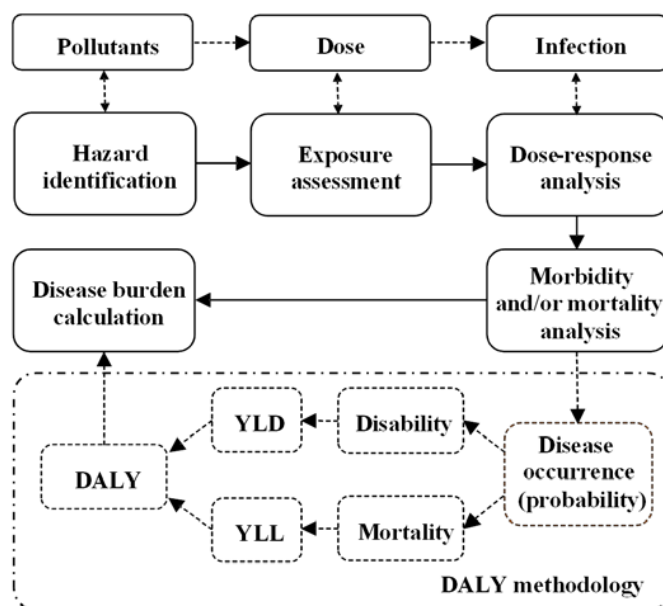 Pollutants
Dose
Infection
Hazard
identification
Exposure
assessment
Dose-response
analysis
Disease burden
calculation
Morbidity
and/or mortality
analysis
YLD
Disability
Disease
occurrence
(probability)
DALY
YLL
Mortality
DALY methodology